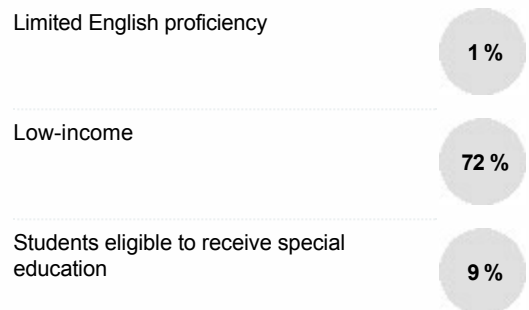 Limited English proficiency
1 %
Low-income
72 %
Students eligible to receive special
education
9 %